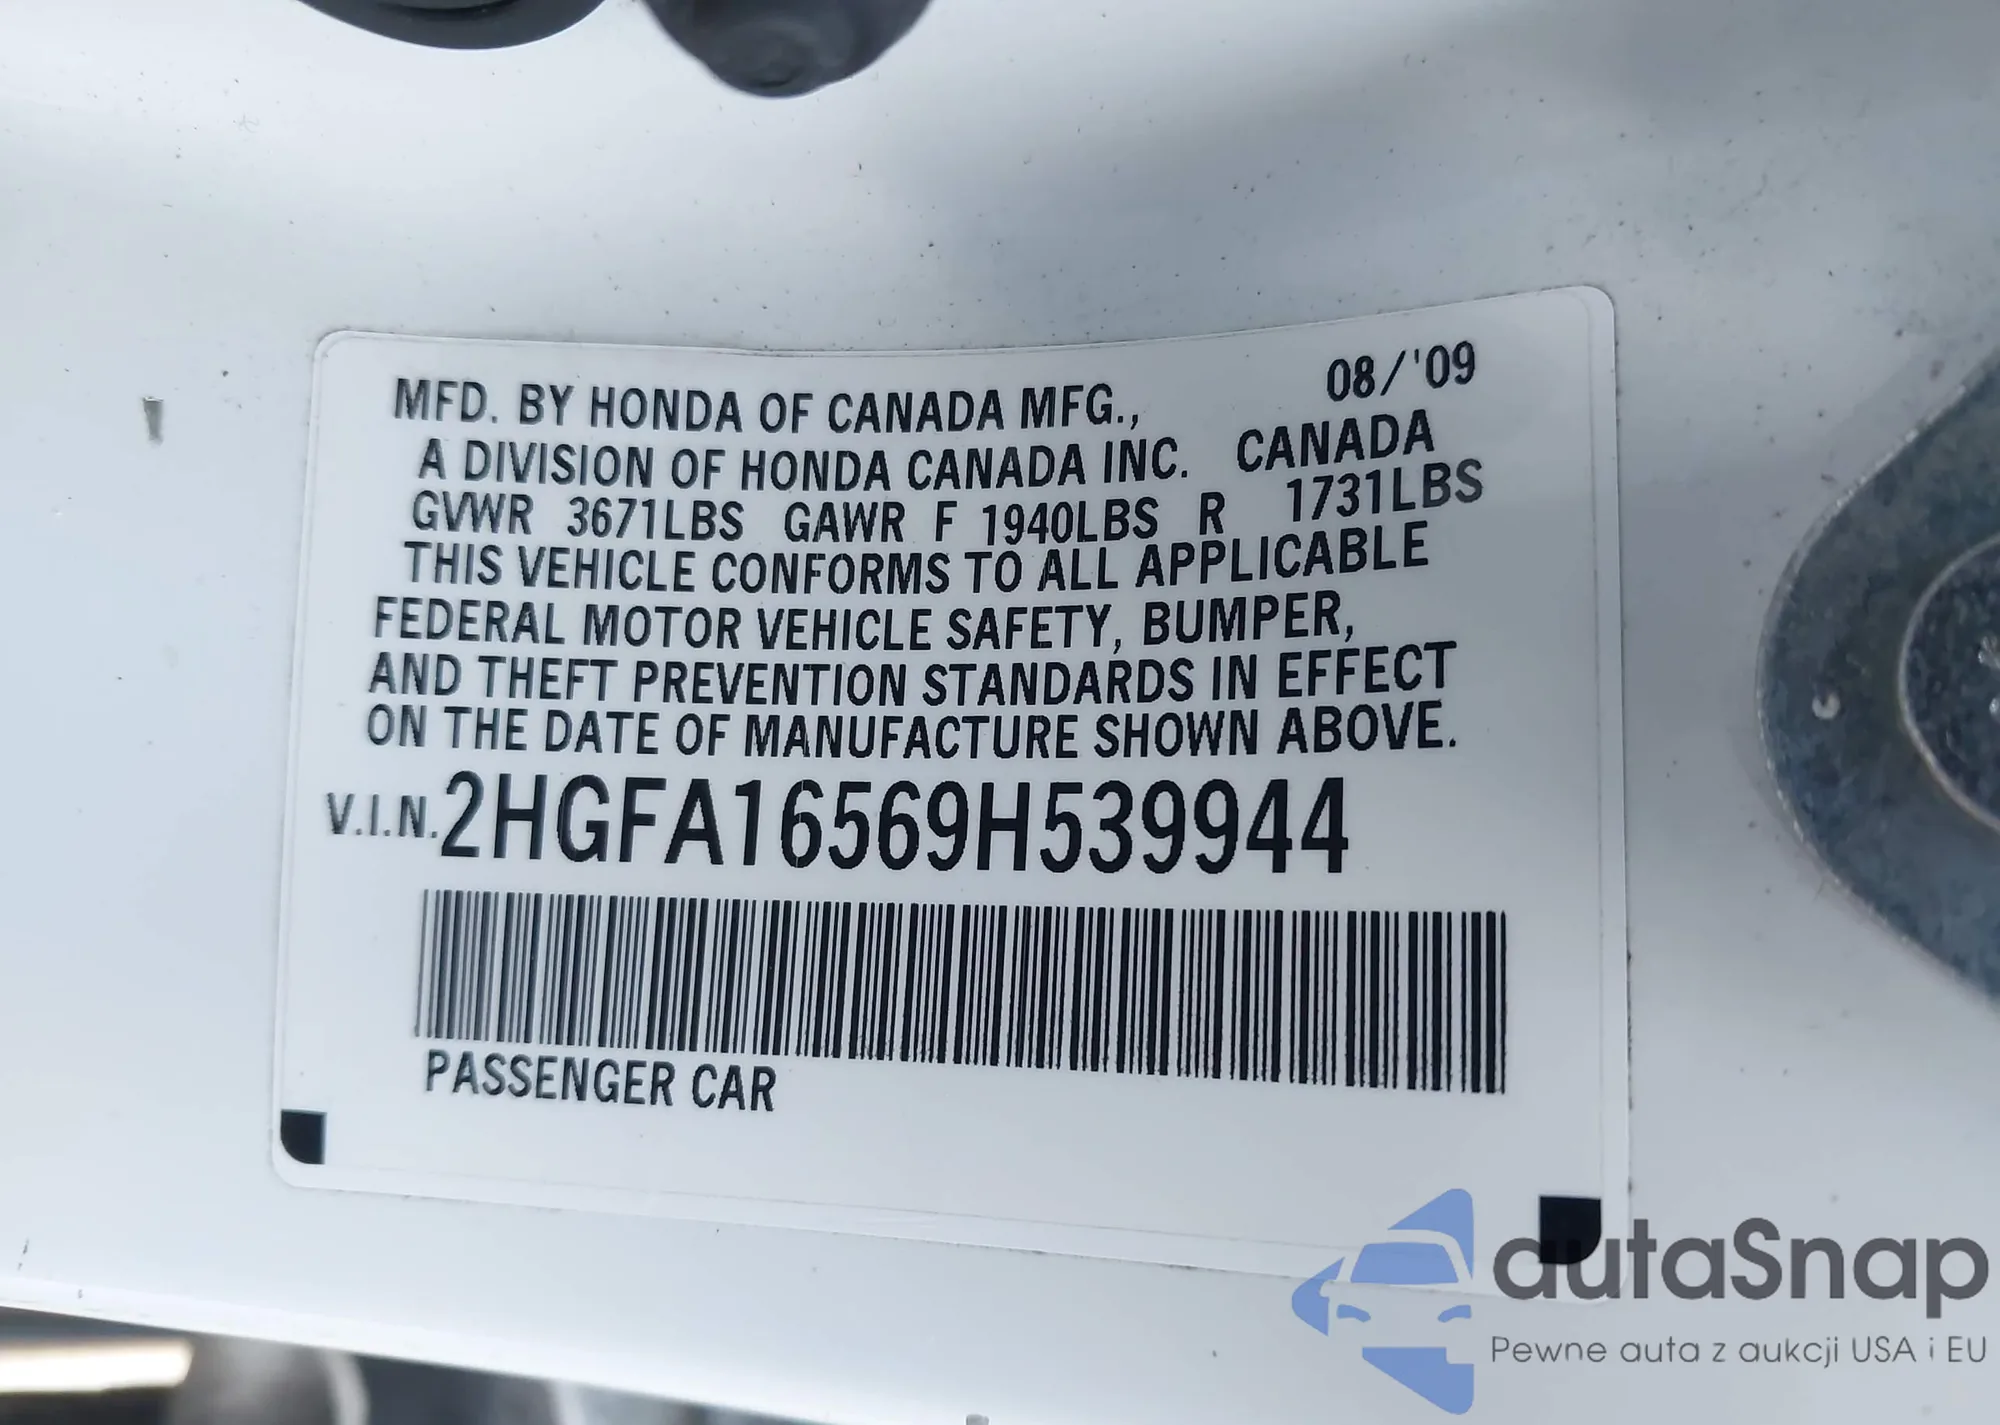 MFD. BY HONDA OF CANADA MFG., 08/'09
A DIVISION OF HONDA CANADA INC. CANADA
GVWR 3671LBS GAWR F 1940LBS R 1731LBS
THIS VEHICLE CONFORMS TO ALL APPLICABLE
FEDERAL MOTOR VEHICLE SAFETY, BUMPER,
AND THEFT PREVENTION STANDARDS IN EFFECT
ON THE DATE OF MANUFACTURE SHOWN ABOVE.
V.I.N. 2HGFA16569H539944
PASSENGER CAR
autaSnap
Pewne auta z aukcji USA i EU